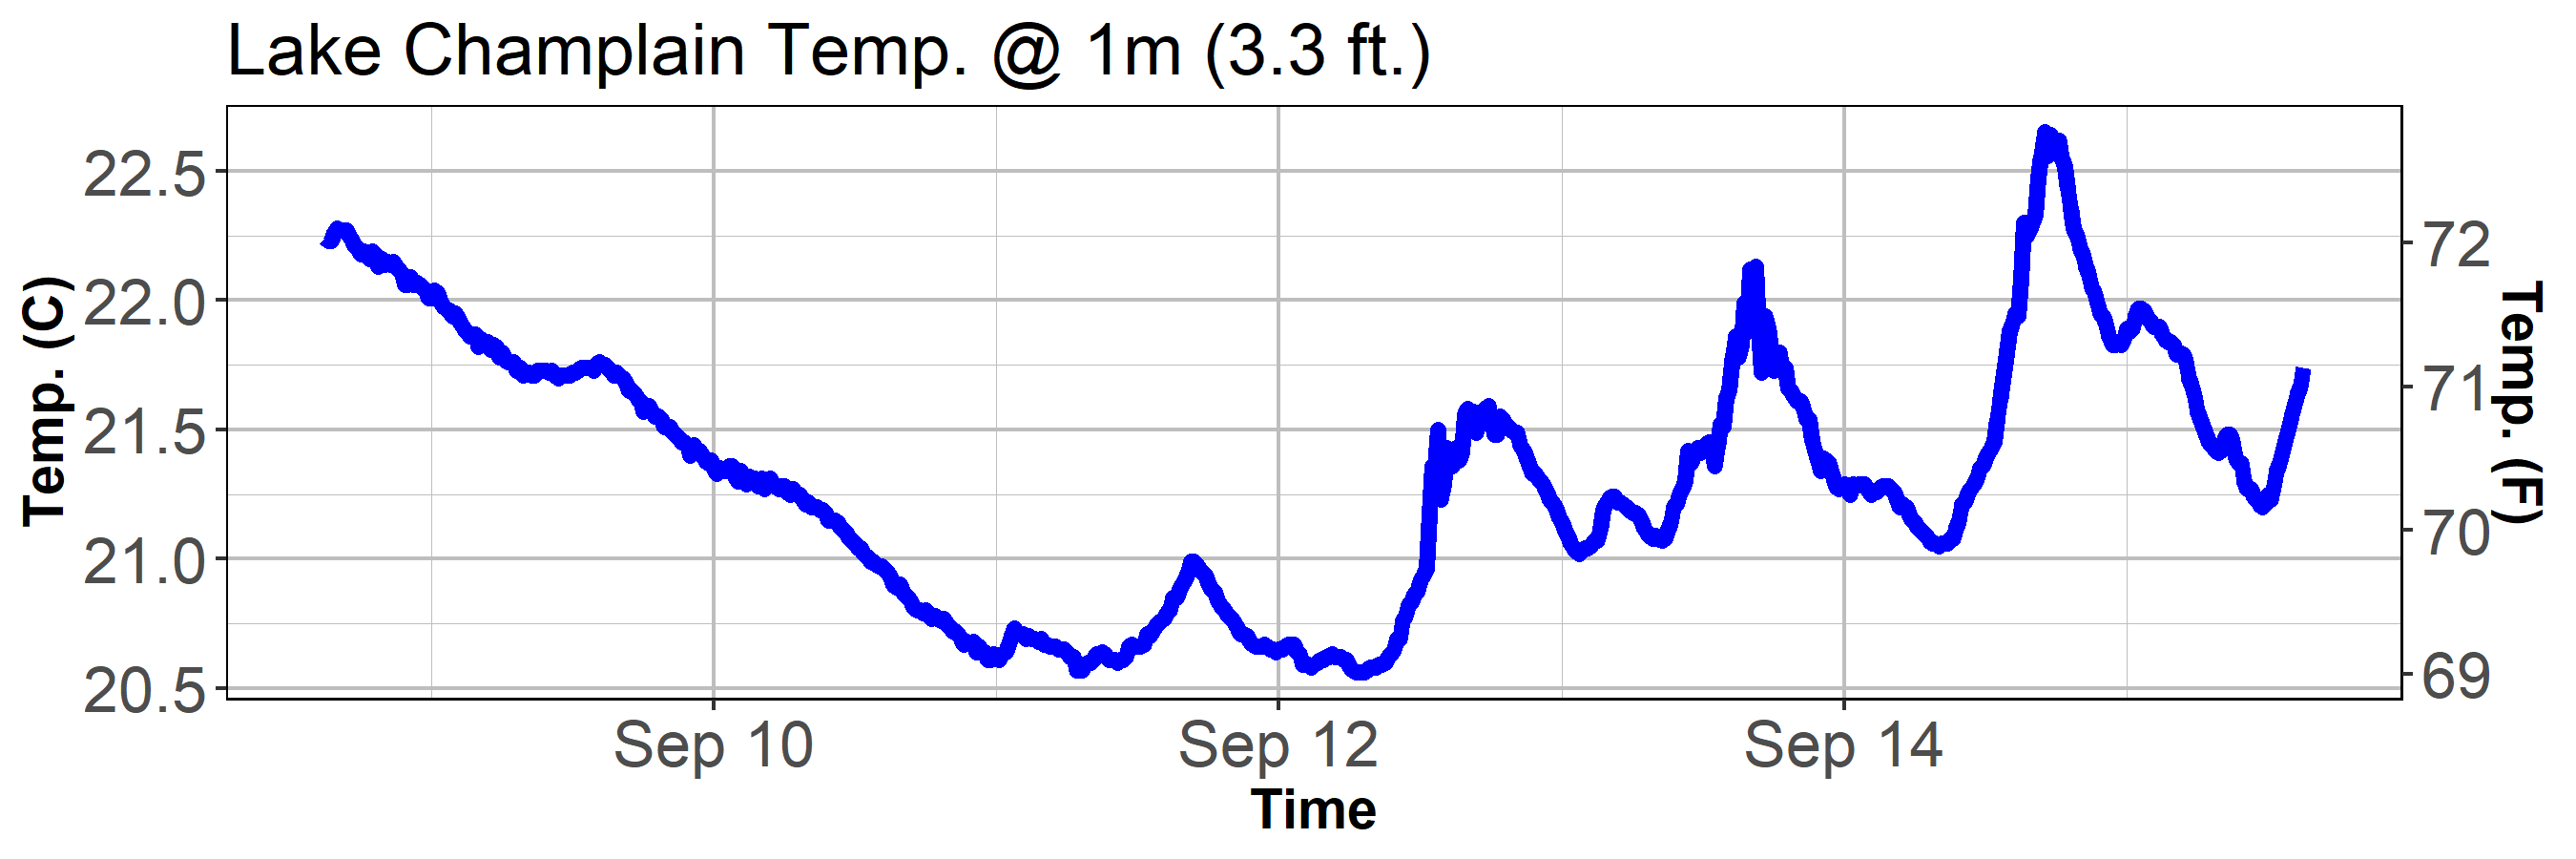 Lake Champlain Temp. @ 1m (3.3 ft.)
Temp. (C)
22.5
22.0
21.5
21.0
20.5
72
71
70
69
Temp. (F)
Sep 10
Sep 12
Sep 14
Time